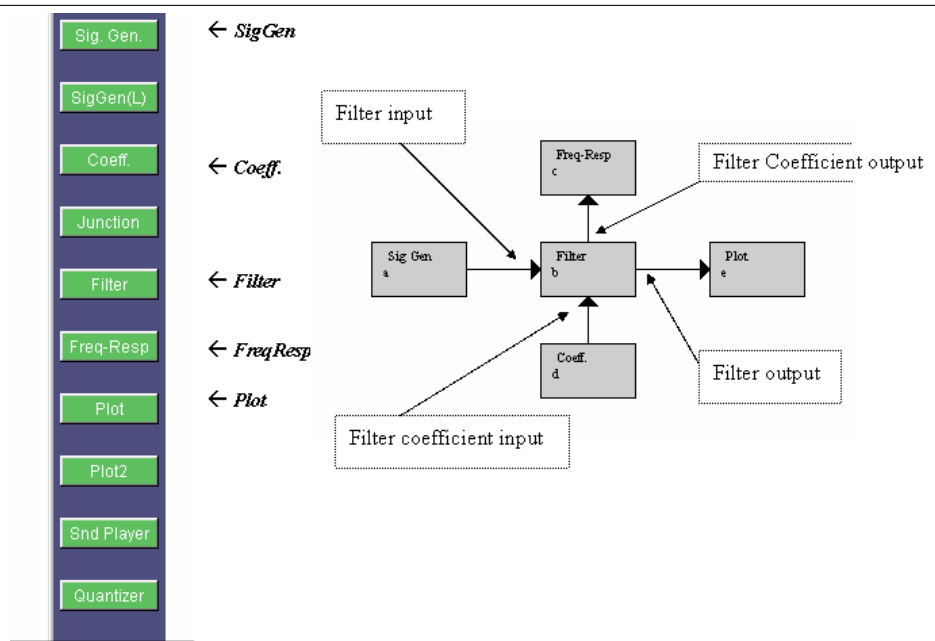 Sig. Gen.
SigGen(L)
Coeff.
Junction
Filter
Freq-Resp
Plot
Plot2
Snd Player
Quantizer
← SigGen
← Coeff.
← Filter
← FreqResp
← Plot
Filter input
Freq-Resp
c
Filter Coefficient output
Sig Gen
a
Filter
b
Plot
e
Coeff.
d
Filter output
Filter coefficient input